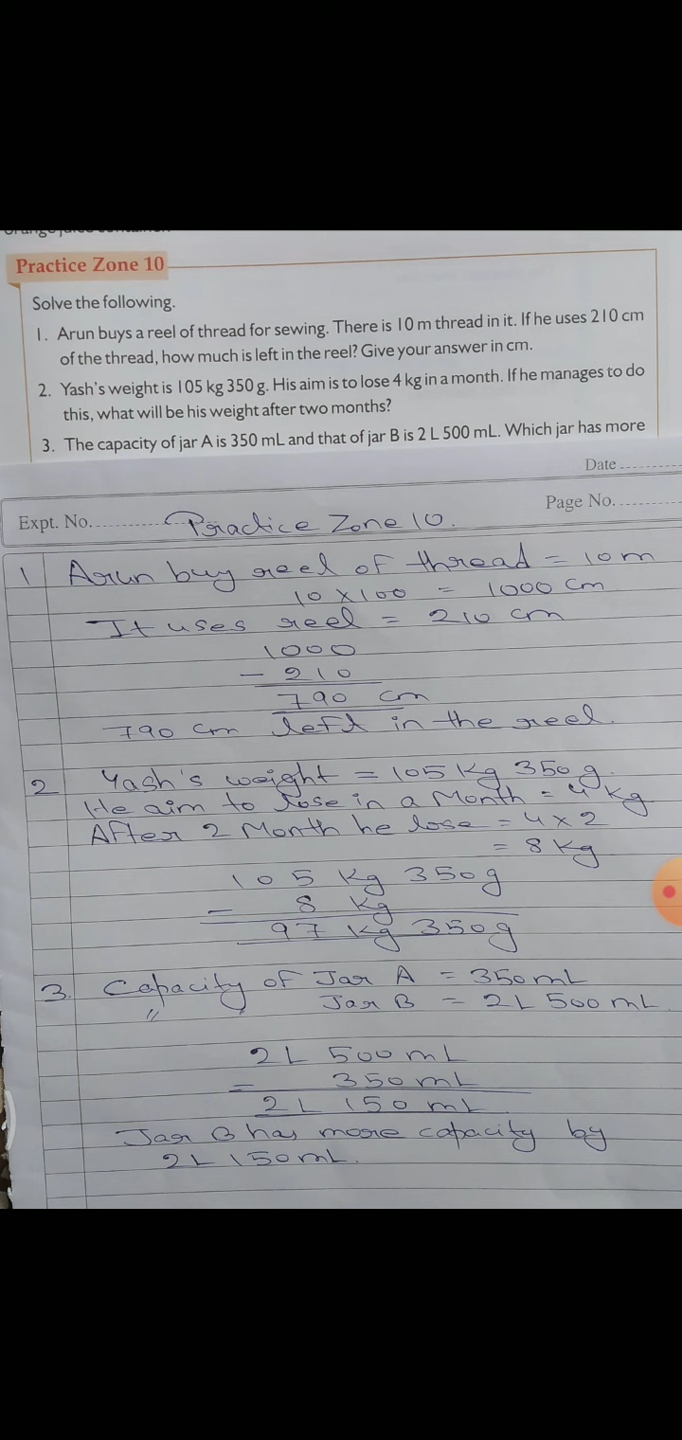 Practice Zone 10
Solve the following.
1. Arun buys a reel of thread for sewing. There is 10 m thread in it. If he uses 210 cm
of the thread, how much is left in the reel? Give your answer in cm.
2. Yash's weight is 105 kg 350 g. His aim is to lose 4 kg in a month. If he manages to do
this, what will be his weight after two months?
3. The capacity of jar A is 350 mL and that of jar B is 2 L 500 mL. Which jar has more
Date
Expt. No. Practice Zone 10. Page No.
1 Arun buy reel of thread = 10 m
10 × 100 = 1000 cm
It uses reel = 210 cm
1000
- 210
790 cm
790 cm left in the reel.
2 Yash's weight = 105 Kg 350 g.
He aim to lose in a Month = 4 kg
After 2 Month he lose = 4 × 2
= 8 kg
105 Kg 350g
- 8 kg
97 kg 350g
3. Capacity of Jar A = 350 mL
" Jar B = 2 L 500 mL.
2 L 500 mL
= 350 mL
2 L 150 mL
Jar B has more capacity by
2 L 150 mL.